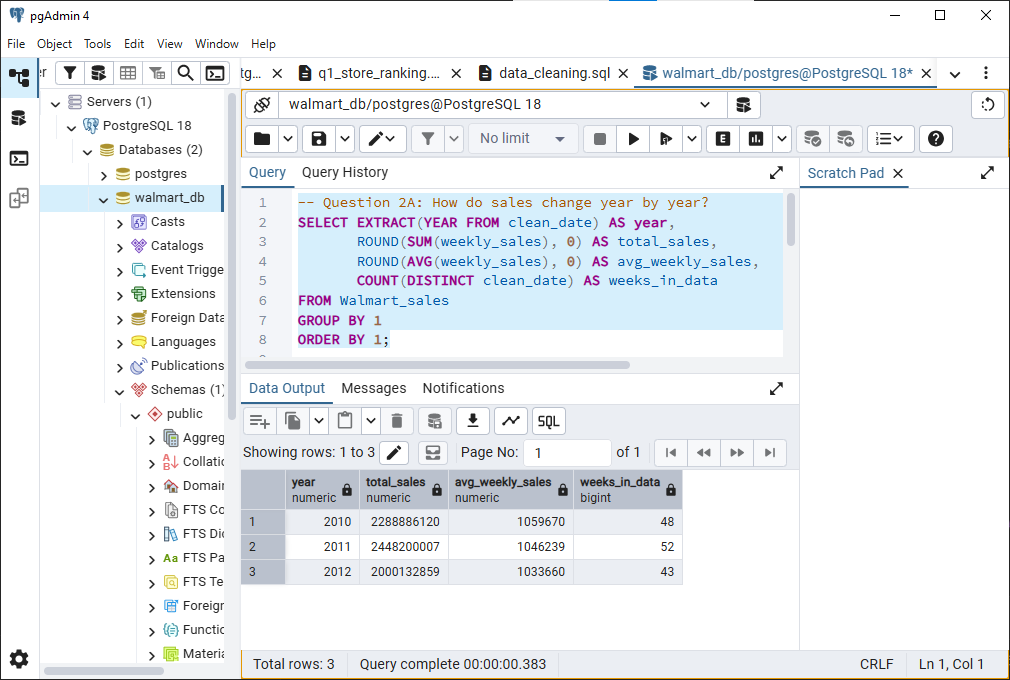 pgAdmin 4
File Object Tools Edit View Window Help
r tg... q1_store_ranking.... data_cleaning.sql walmart_db/postgres@PostgreSQL 18*
Servers (1)
PostgreSQL 18
Databases (2)
postgres
walmart_db
Casts
Catalogs
Event Trigge
Extensions
Foreign Data
Languages
Publications
Schemas (1)
public
Aggreg
Collatic
Domair
FTS Co
FTS Dic
Aa FTS Pa
FTS Te
Foreigr
Functic
Materia
walmart_db/postgres@PostgreSQL 18
No limit
E
Query Query History
Scratch Pad
1 -- Question 2A: How do sales change year by year?
2 SELECT EXTRACT(YEAR FROM clean_date) AS year,
3 ROUND(SUM(weekly_sales), 0) AS total_sales,
4 ROUND(AVG(weekly_sales), 0) AS avg_weekly_sales,
5 COUNT(DISTINCT clean_date) AS weeks_in_data
6 FROM Walmart_sales
7 GROUP BY 1
8 ORDER BY 1;
Data Output Messages Notifications
SQL
Showing rows: 1 to 3 Page No: 1 of 1
year total_sales avg_weekly_sales weeks_in_data
numeric numeric numeric bigint
1 2010 2288886120 1059670 48
2 2011 2448200007 1046239 52
3 2012 2000132859 1033660 43
Total rows: 3 Query complete 00:00:00.383 CRLF Ln 1, Col 1